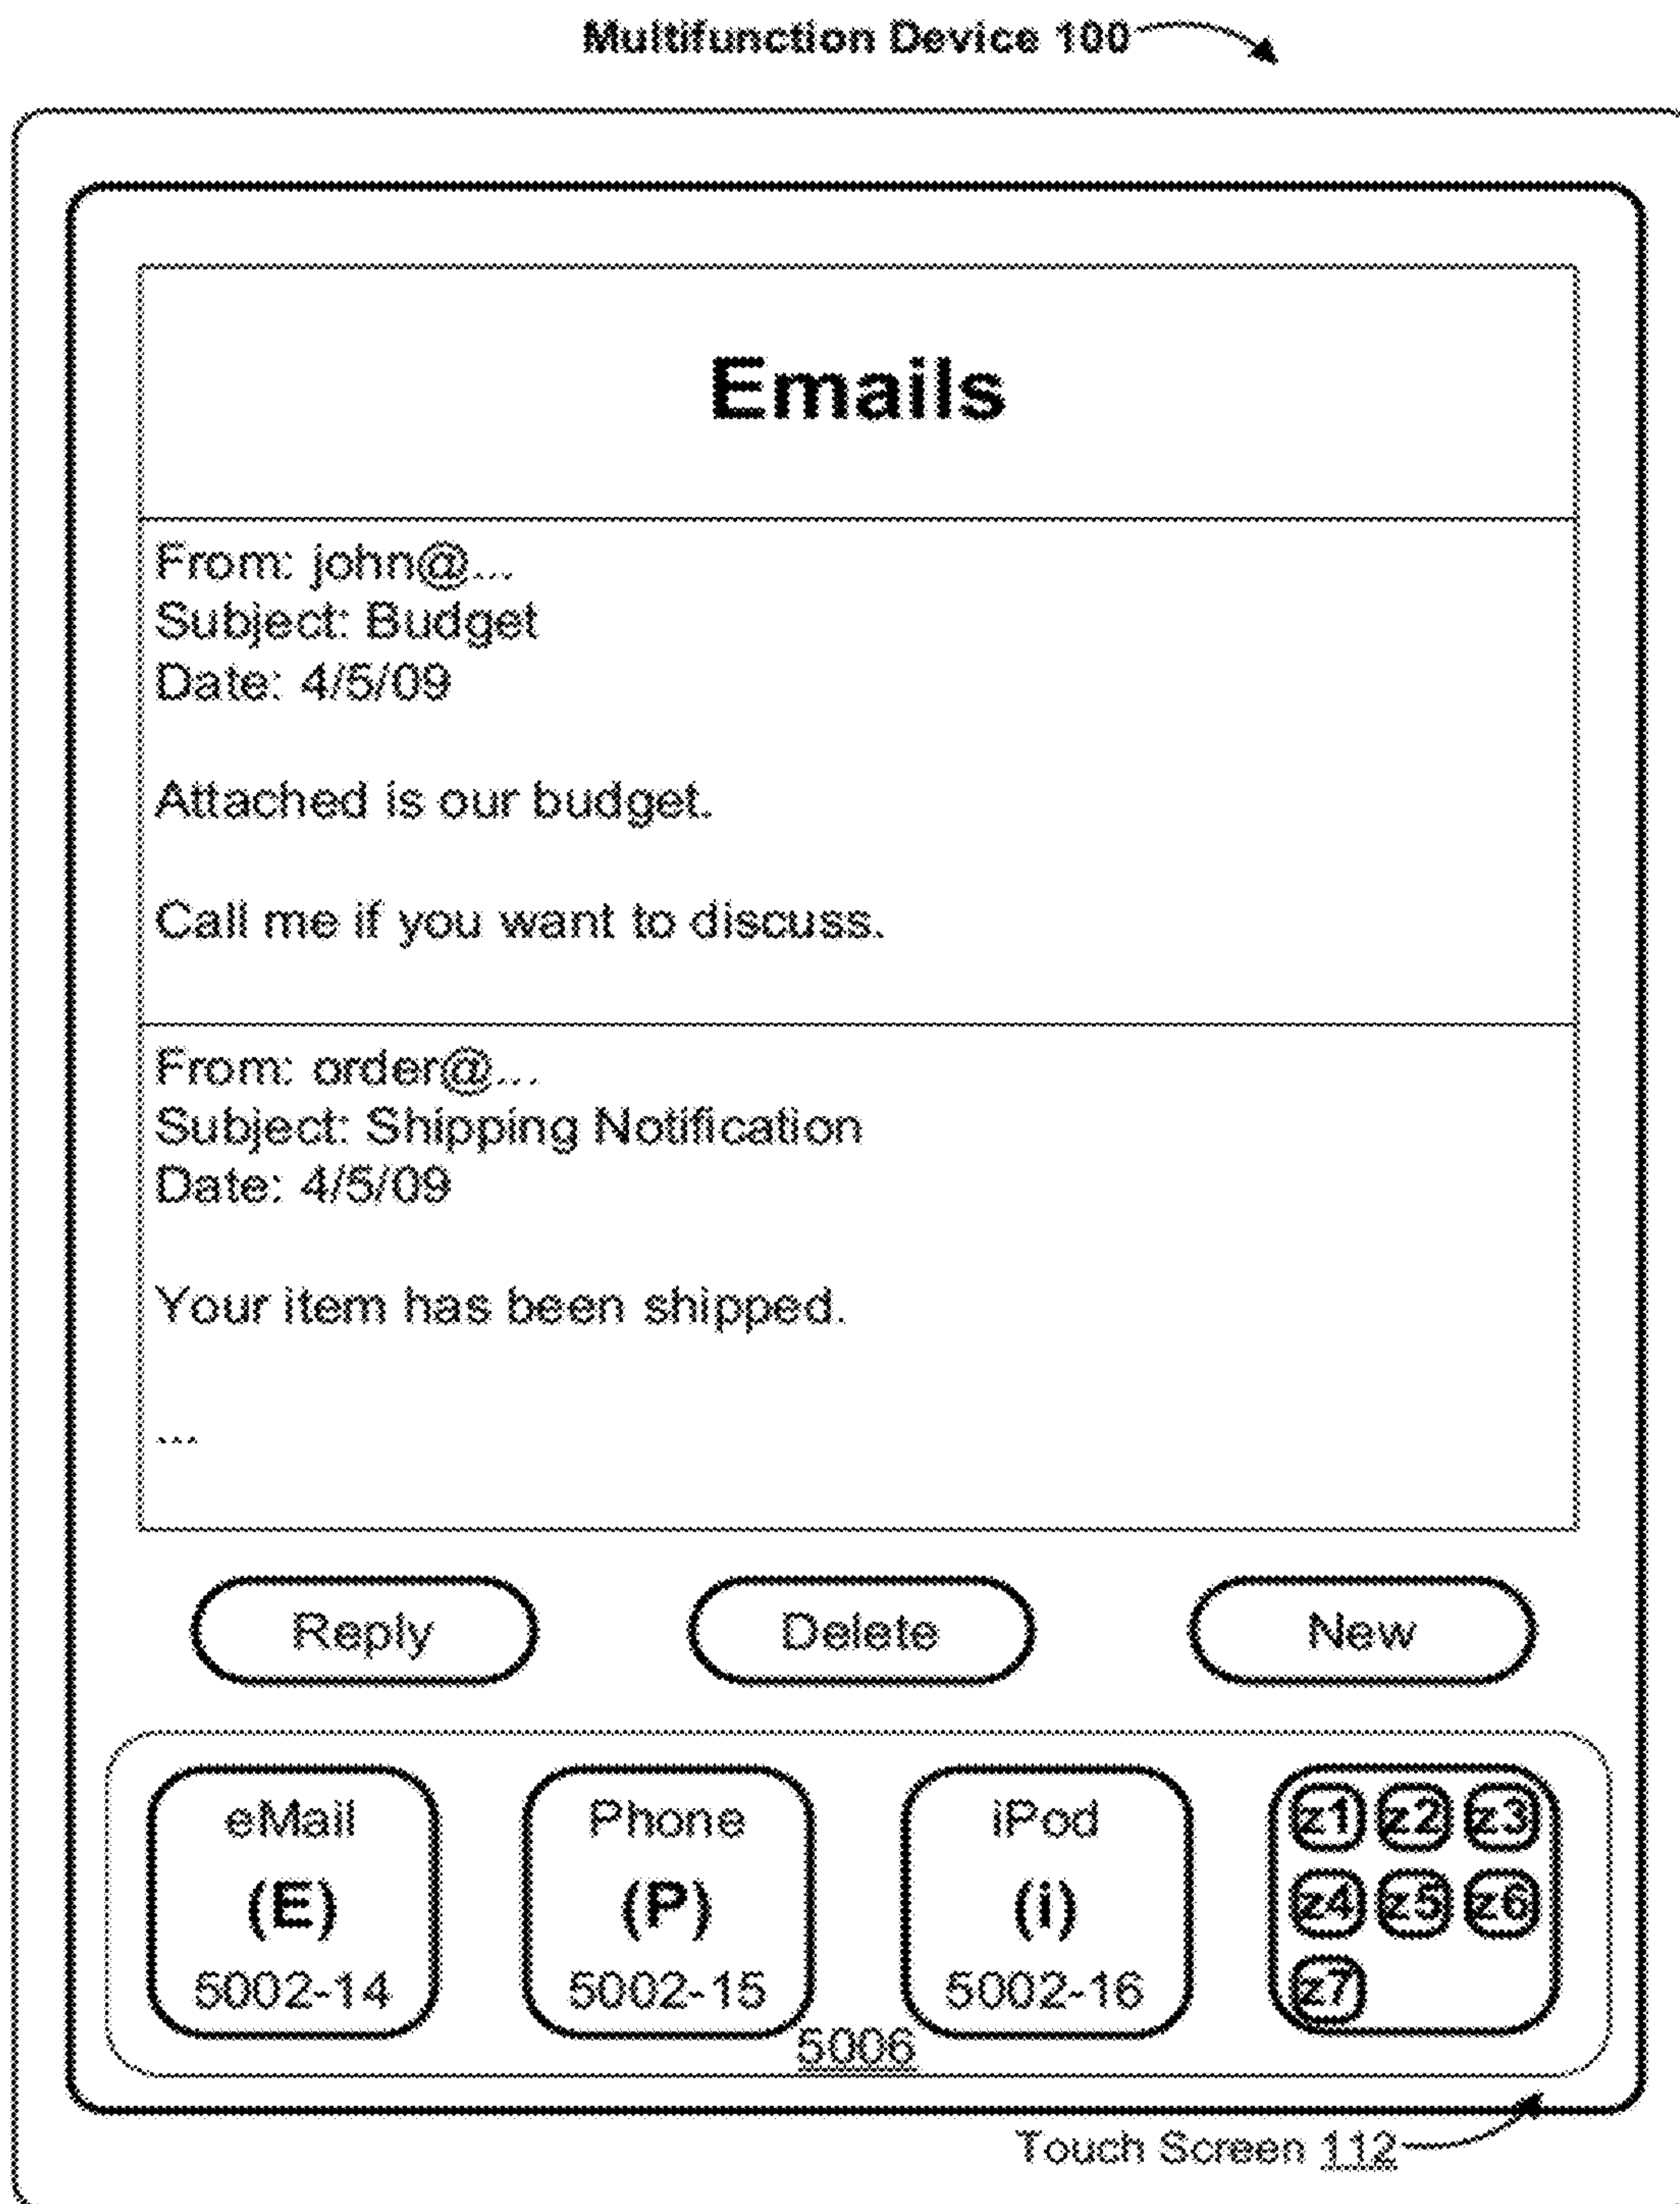 Multifunction Device 100
Emails
From: john@...
Subject: Budget
Date: 4/5/09
Attached is our budget.
Call me if you want to discuss.
From: order@...
Subject: Shipping Notification
Date: 4/5/09
Your item has been shipped.
...
Reply Delete New
eMail Phone iPod z1 z2 z3
(E) (P) (i) z4 z5 z6
5002-14 5002-15 5002-16 z7
5006
Touch Screen 112